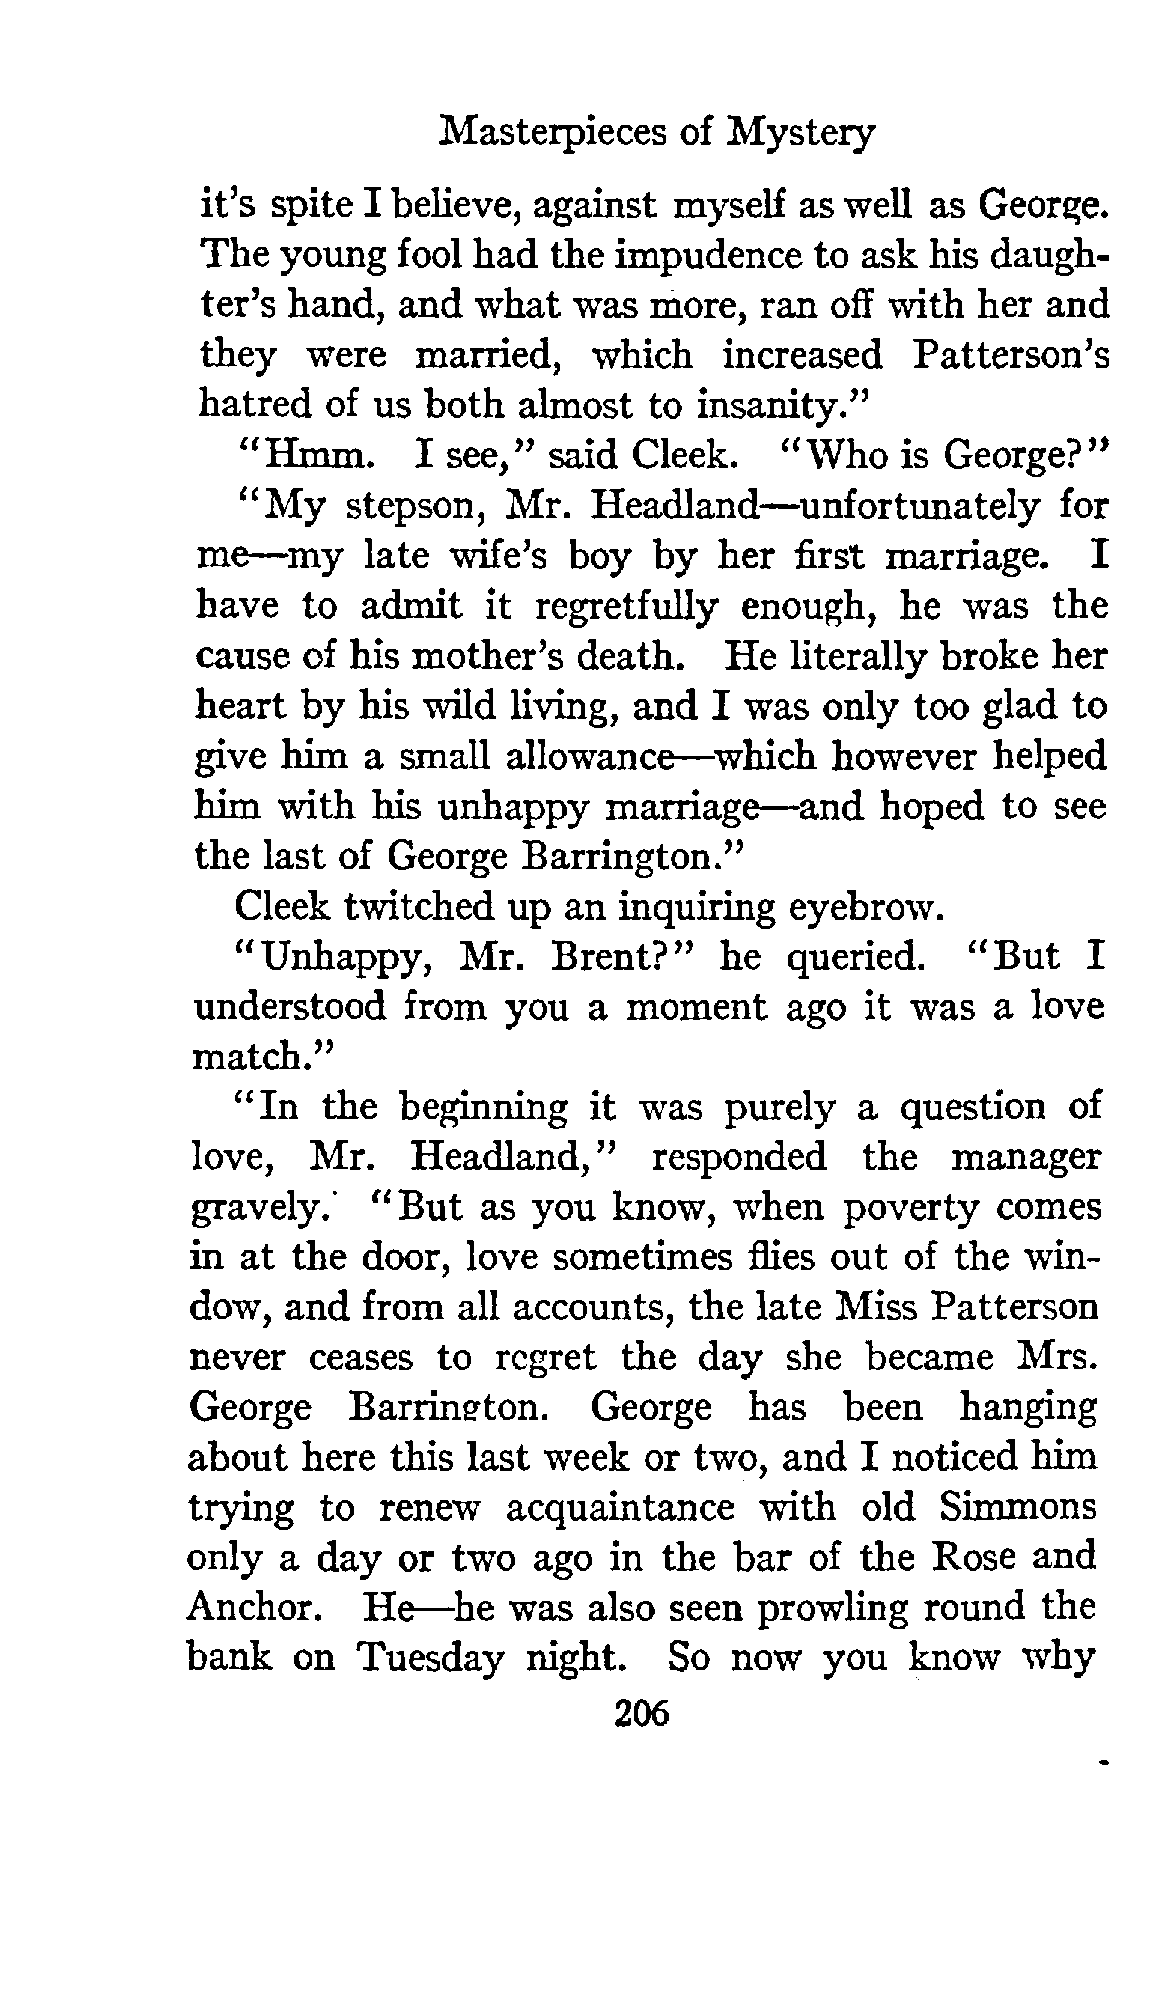 Masterpieces of Mystery
it's spite I believe, against myself as well as George.
The young fool had the impudence to ask his daugh-
ter's hand, and what was more, ran off with her and
they were married, which increased Patterson's
hatred of us both almost to insanity."
"Hmm. I see," said Cleek. "Who is George?"
"My stepson, Mr. Headland—unfortunately for
me—my late wife's boy by her first marriage. I
have to admit it regretfully enough, he was the
cause of his mother's death. He literally broke her
heart by his wild living, and I was only too glad to
give him a small allowance—which however helped
him with his unhappy marriage—and hoped to see
the last of George Barrington."
Cleek twitched up an inquiring eyebrow.
"Unhappy, Mr. Brent?" he queried. "But I
understood from you a moment ago it was a love
match."
"In the beginning it was purely a question of
love, Mr. Headland," responded the manager
gravely. "But as you know, when poverty comes
in at the door, love sometimes flies out of the win-
dow, and from all accounts, the late Miss Patterson
never ceases to regret the day she became Mrs.
George Barrington. George has been hanging
about here this last week or two, and I noticed him
trying to renew acquaintance with old Simmons
only a day or two ago in the bar of the Rose and
Anchor. He—he was also seen prowling round the
bank on Tuesday night. So now you know why
206